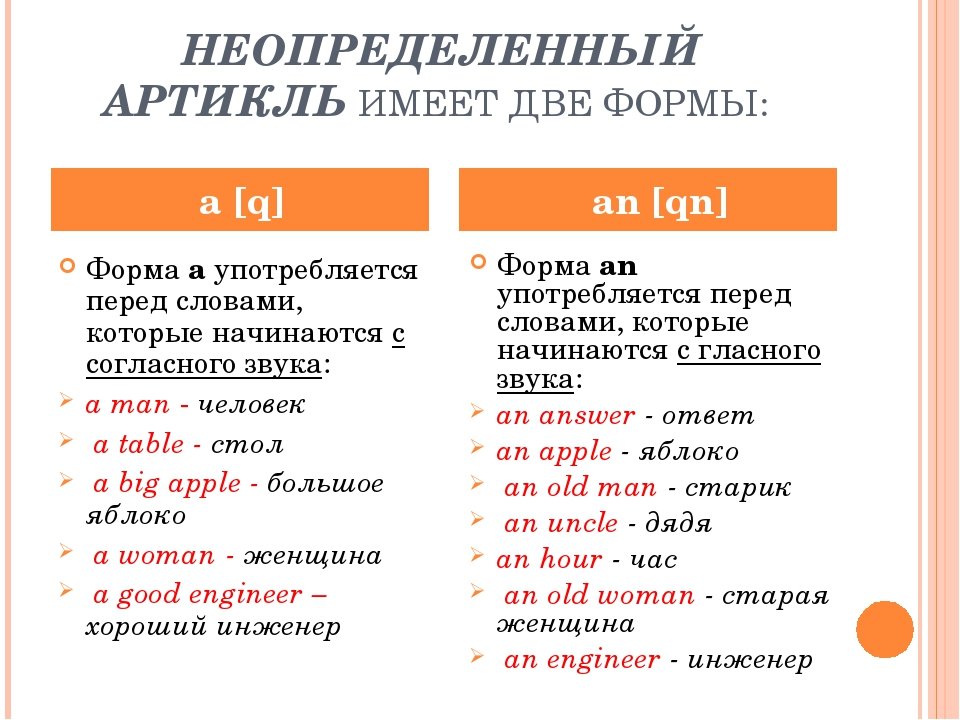 НЕОПРЕДЕЛЕННЫЙ
АРТИКЛЬ ИМЕЕТ ДВЕ ФОРМЫ:
a [q]
Форма a употребляется
перед словами,
которые начинаются с
согласного звука:
a man - человек
a table - стол
a big apple - большое
яблоко
a woman - женщина
a good engineer –
хороший инженер
an [qn]
Форма an
употребляется перед
словами, которые
начинаются с гласного
звука:
an answer - ответ
an apple - яблоко
an old man - старик
an uncle - дядя
an hour - час
an old woman - старая
женщина
an engineer - инженер